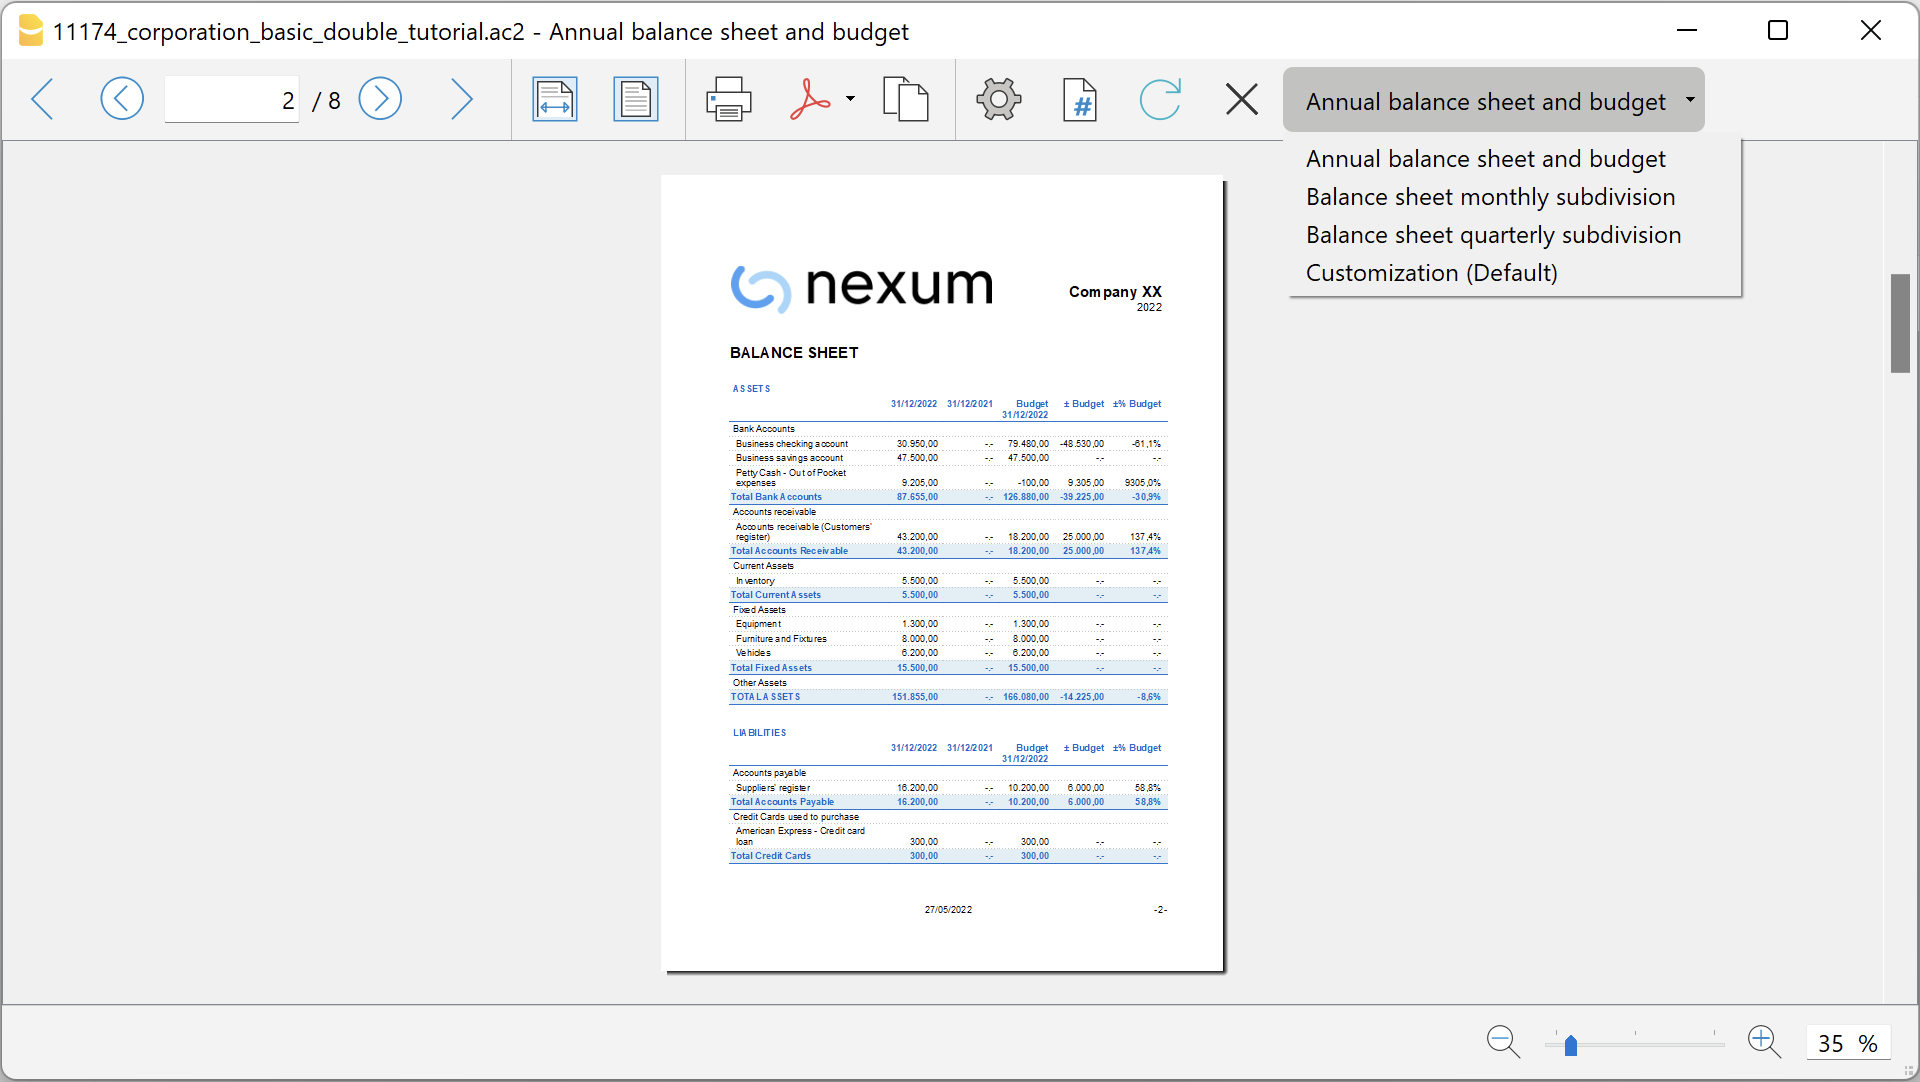 11174_corporation_basic_double_tutorial.ac2 - Annual balance sheet and budget
2 / 8
Annual balance sheet and budget
Annual balance sheet and budget
Balance sheet monthly subdivision
Balance sheet quarterly subdivision
Customization (Default)
nexum
Company XX
2022
BALANCE SHEET
ASSETS
31/12/2022 31/12/2021 Budget 31/12/2022 ± Budget ±% Budget
Bank Accounts
Business checking account 30.950,00 -.- 79.480,00 -48.530,00 -61,1%
Business savings account 47.500,00 -.- 47.500,00 -.- -.-
Petty Cash - Out of Pocket
expenses 9.205,00 -.- -100,00 9.305,00 9305,0%
Total Bank Accounts 87.655,00 -.- 126.880,00 -39.225,00 -30,9%
Accounts receivable
Accounts receivable (Customers'
register) 43.200,00 -.- 18.200,00 25.000,00 137,4%
Total Accounts Receivable 43.200,00 -.- 18.200,00 25.000,00 137,4%
Current Assets
Inventory 5.500,00 -.- 5.500,00 -.- -.-
Total Current Assets 5.500,00 -.- 5.500,00 -.- -.-
Fixed Assets
Equipment 1.300,00 -.- 1.300,00 -.- -.-
Furniture and Fixtures 8.000,00 -.- 8.000,00 -.- -.-
Vehicles 6.200,00 -.- 6.200,00 -.- -.-
Total Fixed Assets 15.500,00 -.- 15.500,00 -.- -.-
Other Assets
TOTAL ASSETS 151.855,00 -.- 166.080,00 -14.225,00 -8,6%
LIABILITIES
31/12/2022 31/12/2021 Budget 31/12/2022 ± Budget ±% Budget
Accounts payable
Suppliers' register 16.200,00 -.- 10.200,00 6.000,00 58,8%
Total Accounts Payable 16.200,00 -.- 10.200,00 6.000,00 58,8%
Credit Cards used to purchase
American Express - Credit card
loan 300,00 -.- 300,00 -.- -.-
Total Credit Cards 300,00 -.- 300,00 -.- -.-
27/05/2022 -2-
35 %